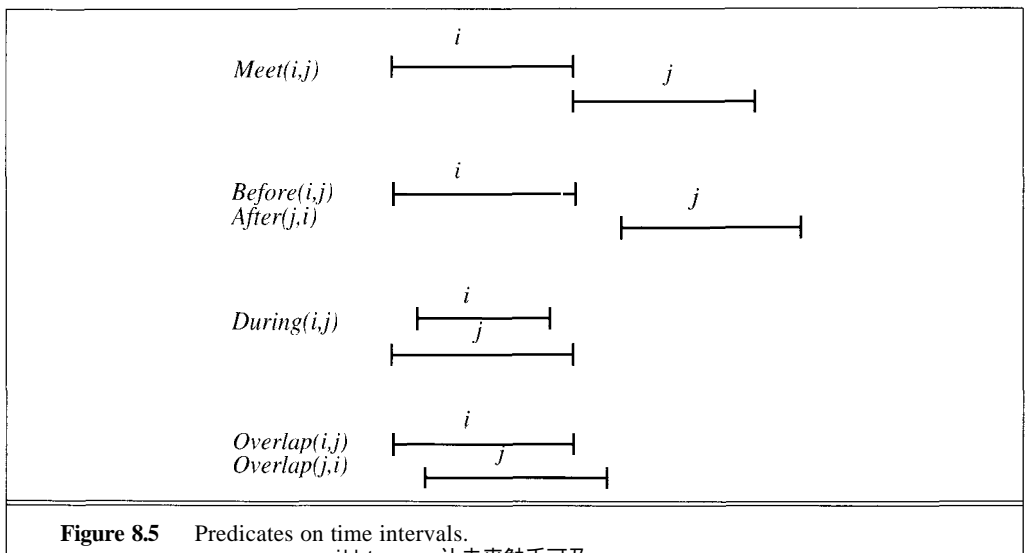 i
Meet(i,j)
j
i
Before(i,j)
After(j,i)
j
i
During(i,j)
j
i
Overlap(i,j)
Overlap(j,i)
j
Figure 8.5 Predicates on time intervals.